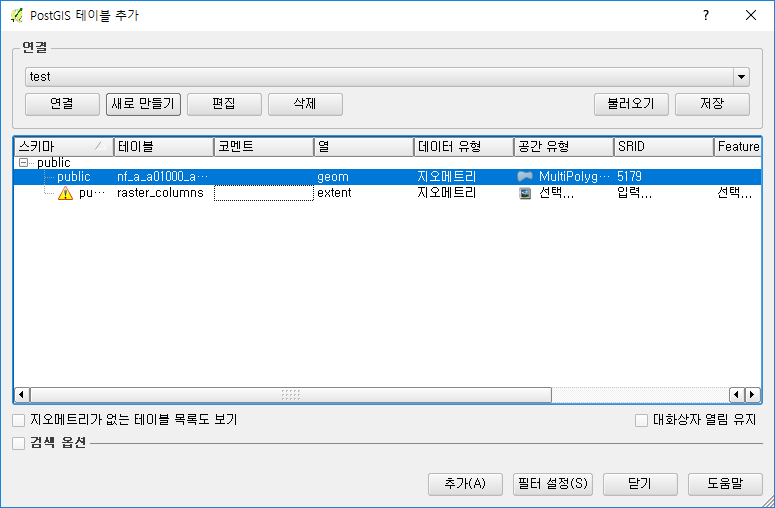 PostGIS 테이블 추가
?
연결
test
연결 새로 만들기 편집 삭제 불러오기 저장
스키마 테이블 코멘트 열 데이터 유형 공간 유형 SRID Feature
public
public nf_a_a01000_a··· geom 지오메트리 MultiPolyg··· 5179
pu··· raster_columns extent 지오메트리 선택... 입력... 선택...
지오메트리가 없는 테이블 목록도 보기 대화상자 열림 유지
검색 옵션
추가(A) 필터 설정(S) 닫기 도움말